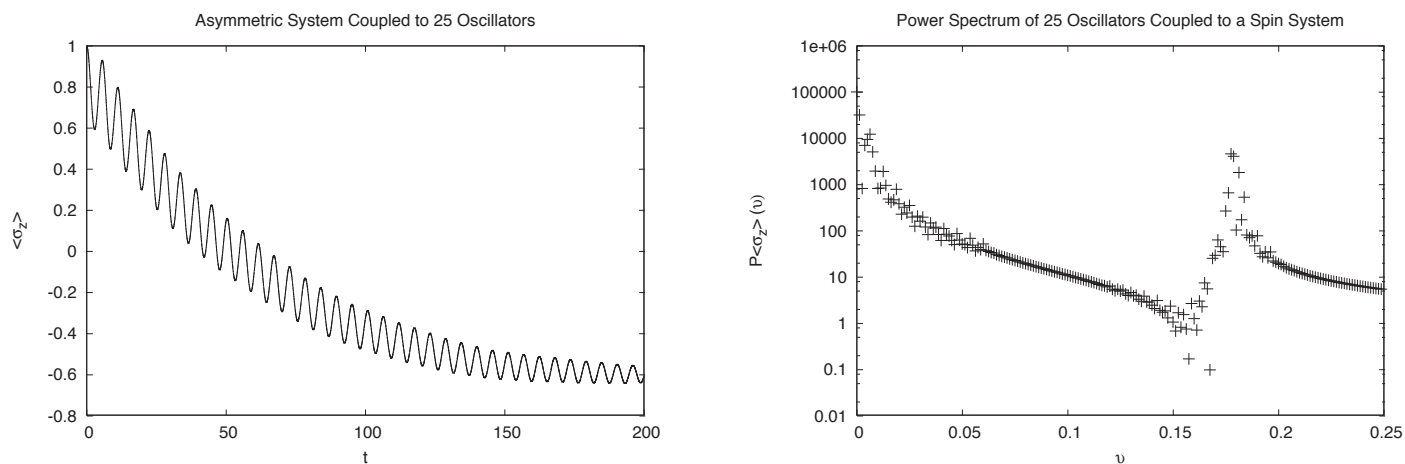 Asymmetric System Coupled to 25 Oscillators
1
0.8
0.6
0.4
0.2
0
-0.2
-0.4
-0.6
-0.8
<σz>
0 50 100 150 200
t
Power Spectrum of 25 Oscillators Coupled to a Spin System
1e+06
100000
10000
1000
100
10
1
0.1
0.01
P<σz> (υ)
0 0.05 0.1 0.15 0.2 0.25
υ